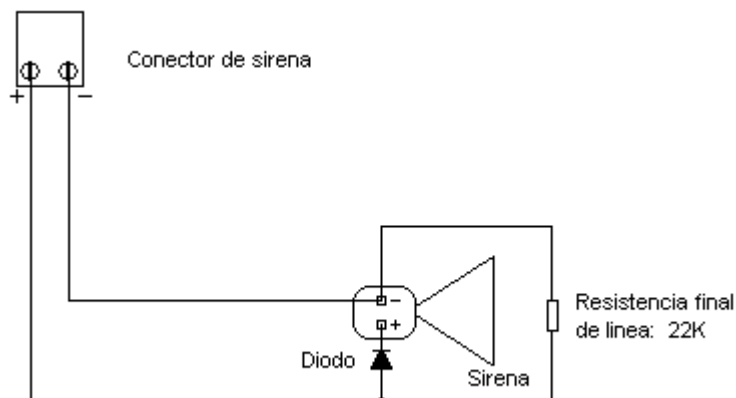 Conector de sirena
+ −
−
+
Resistencia final
de linea: 22K
Diodo
Sirena